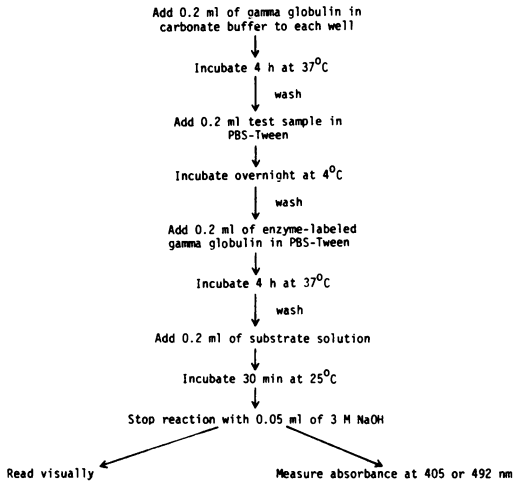 Add 0.2 ml of gamma globulin in
carbonate buffer to each well
Incubate 4 h at 37°C
wash
Add 0.2 ml test sample in
PBS-Tween
Incubate overnight at 4°C
wash
Add 0.2 ml of enzyme-labeled
gamma globulin in PBS-Tween
Incubate 4 h at 37°C
wash
Add 0.2 ml of substrate solution
Incubate 30 min at 25°C
Stop reaction with 0.05 ml of 3 M NaOH
Read visually
Measure absorbance at 405 or 492 nm